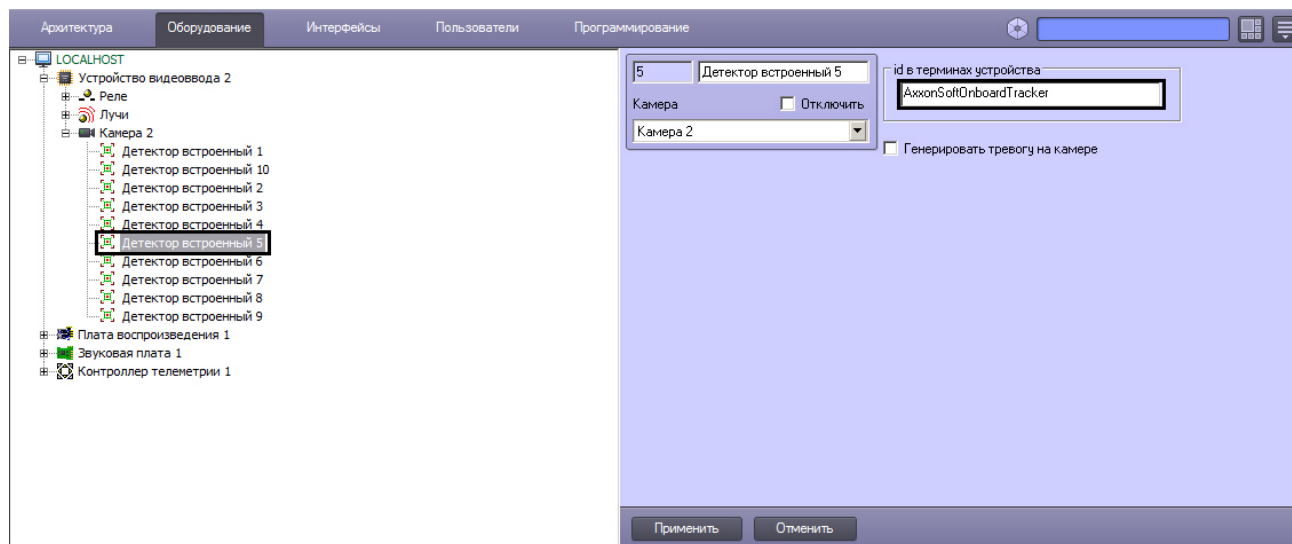 Архитектура Оборудование Интерфейсы Пользователи Программирование
LOCALHOST
Устройство видеоввода 2
Реле
Лучи
Камера 2
Детектор встроенный 1
Детектор встроенный 10
Детектор встроенный 2
Детектор встроенный 3
Детектор встроенный 4
Детектор встроенный 5
Детектор встроенный 6
Детектор встроенный 7
Детектор встроенный 8
Детектор встроенный 9
Плата воспроизведения 1
Звуковая плата 1
Контроллер телеметрии 1
5 Детектор встроенный 5
Камера Отключить
Камера 2
id в терминах устройства
AxxonSoftOnboardTracker
Генерировать тревогу на камере
Применить Отменить